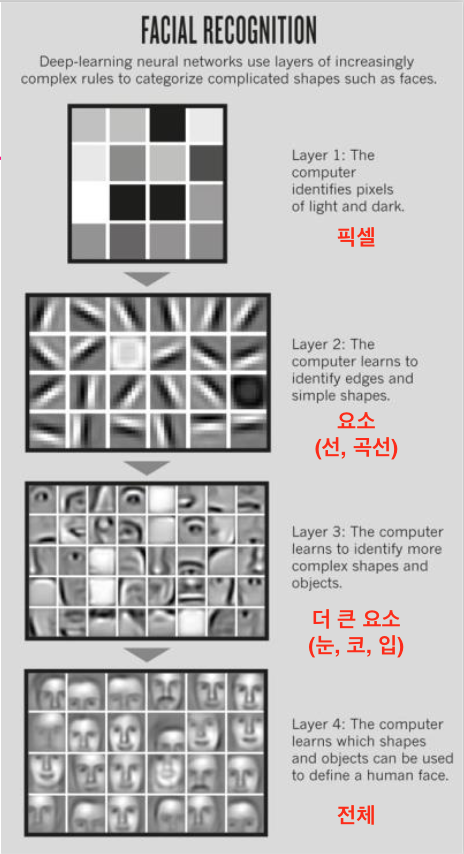 FACIAL RECOGNITION
Deep-learning neural networks use layers of increasingly
complex rules to categorize complicated shapes such as faces.
Layer 1: The
computer
identifies pixels
of light and dark.
픽셀
Layer 2: The
computer learns to
identify edges and
simple shapes.
요소
(선, 곡선)
Layer 3: The computer
learns to identify more
complex shapes and
objects.
더 큰 요소
(눈, 코, 입)
Layer 4: The computer
learns which shapes
and objects can be used
to define a human face.
전체